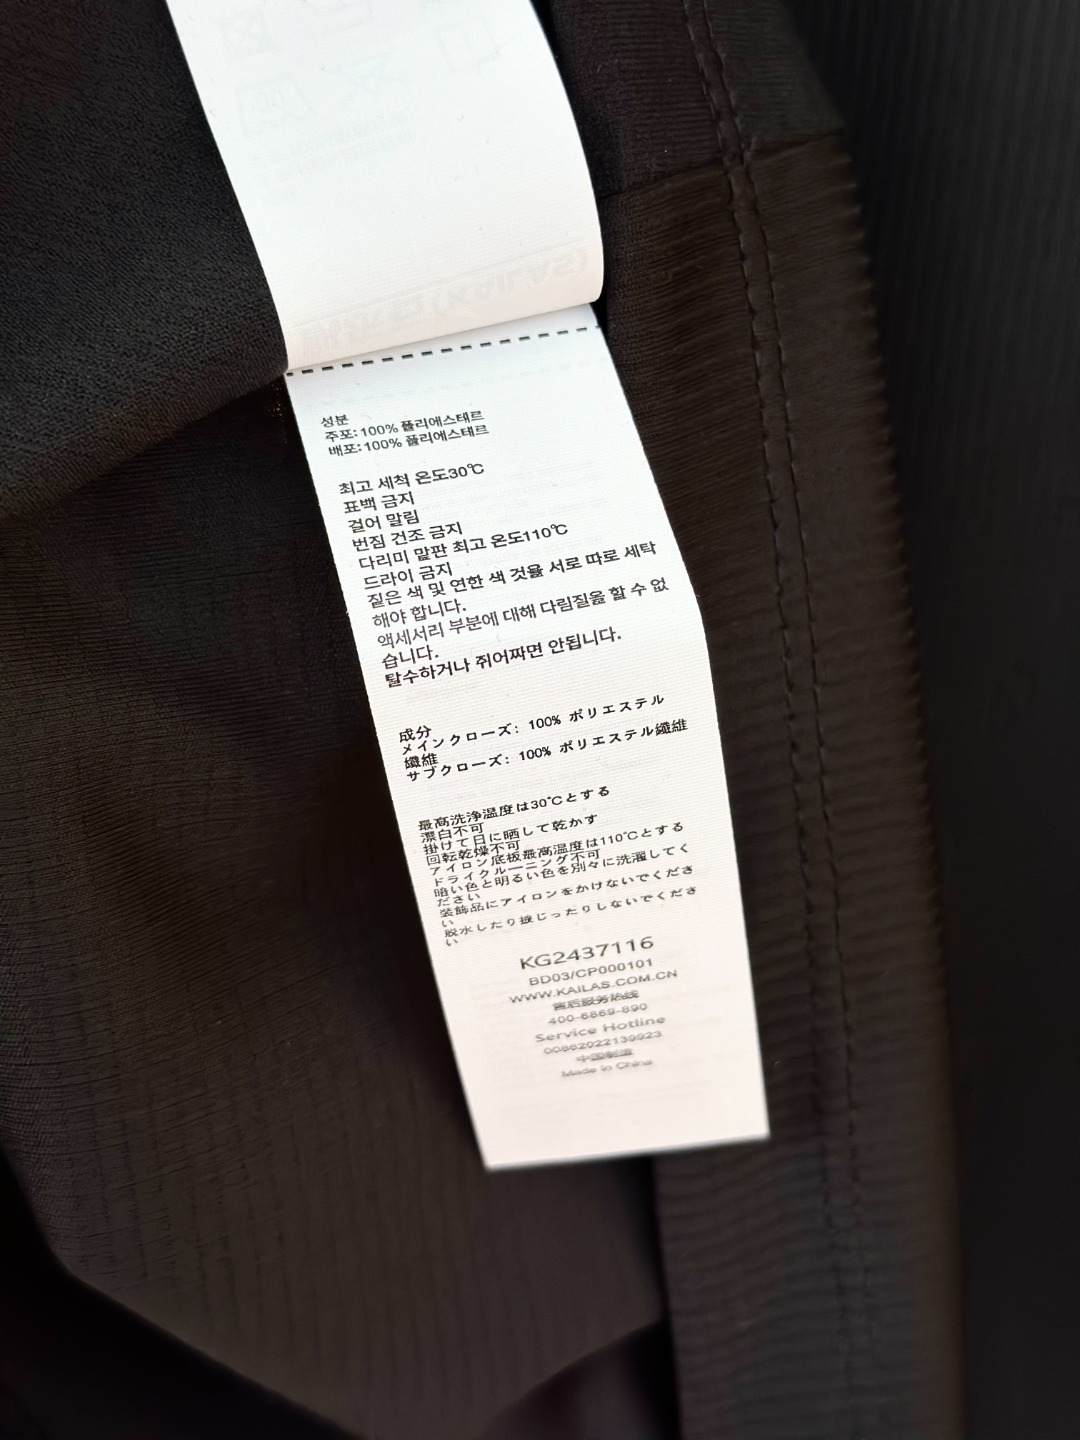 성분
주포: 100% 폴리에스테르
배포: 100% 폴리에스테르
최고 세척 온도30℃
표백 금지
걸어 말림
번짐 건조 금지
다리미 말판 최고 온도110℃
드라이 금지
짙은 색 및 연한 색 것을 서로 따로 세탁
해야 합니다.
액세서리 부분에 대해 다림질을 할 수 없
습니다.
탈수하거나 쥐어짜면 안됩니다.
成分
メインクローズ: 100% ポリエステル
繊維
サブクローズ: 100% ポリエステル繊維
最高洗浄温度は30℃とする
漂白不可
掛けて日に晒して乾かす
回転乾燥不可
アイロン底板最高温度は110℃とする
ドライクルーニング不可
暗い色と明るい色を別々に洗濯してく
ださい
装飾品にアイロンをかけないでくださ
い
脱水したり捩じったりしないでくださ
い
KG2437116
BD03/CP000101
WWW.KAILAS.COM.CN
售后服务热线
400-6869-890
Service Hotline
00862022139923
中国制造
Made in China